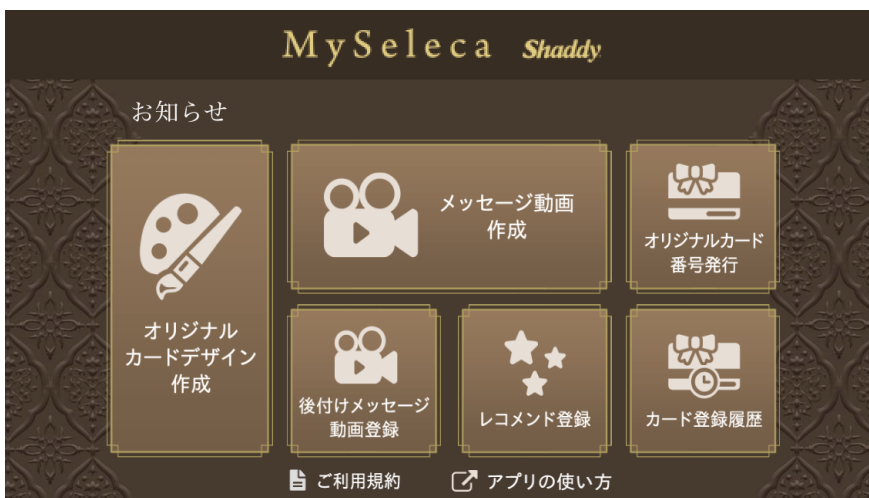 MySeleca Shaddy
お知らせ
オリジナル
カードデザイン
作成
メッセージ動画
作成
オリジナルカード
番号発行
後付けメッセージ
動画登録
レコメンド登録
カード登録履歴
ご利用規約 アプリの使い方